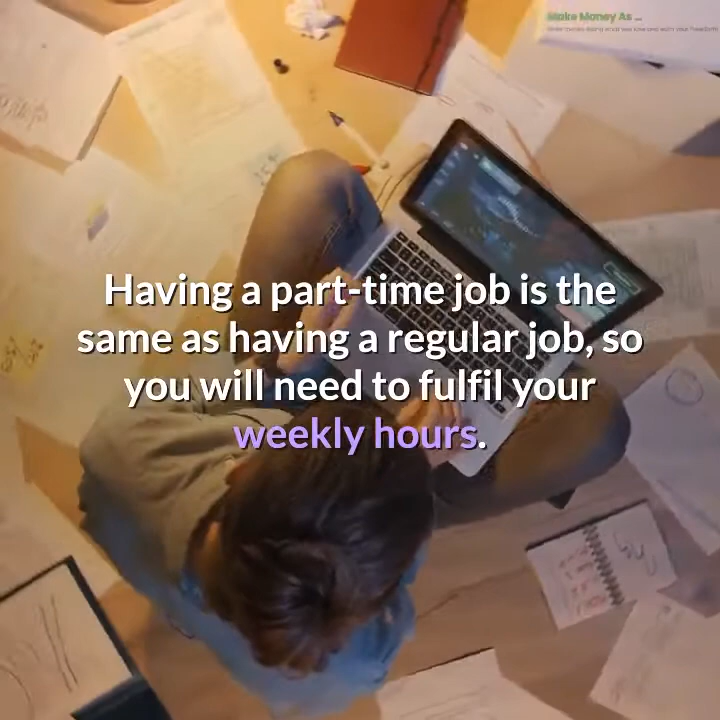 Make Money As ...
Having a part-time job is the
same as having a regular job, so
you will need to fulfil your
weekly hours.